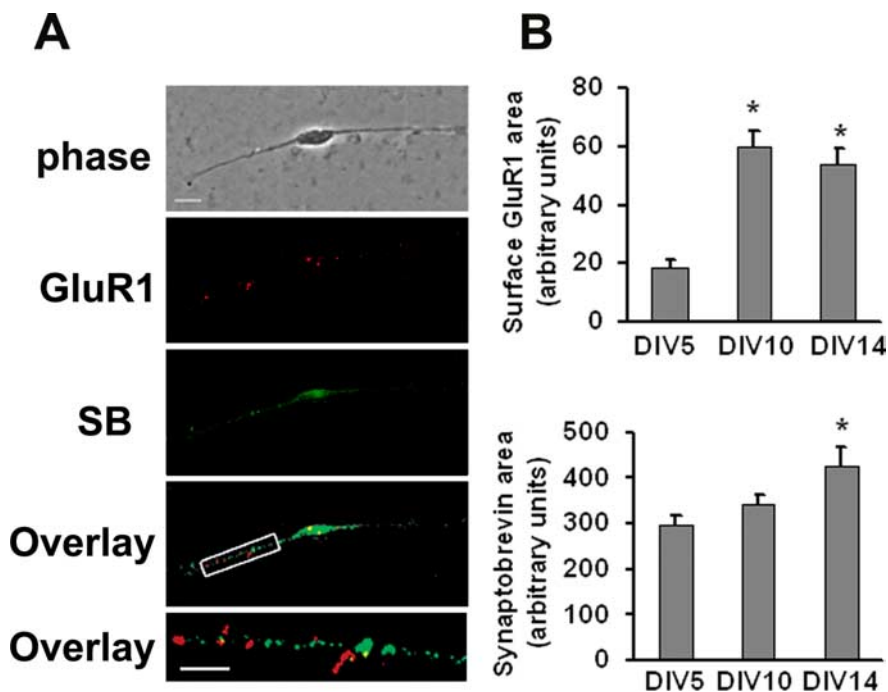 A
phase
GluR1
SB
Overlay
Overlay
B
Surface GluR1 area
(arbitrary units)
80
60
40
20
0
*
*
DIV5 DIV10 DIV14
Synaptobrevin area
(arbitrary units)
500
400
300
200
100
0
*
DIV5 DIV10 DIV14